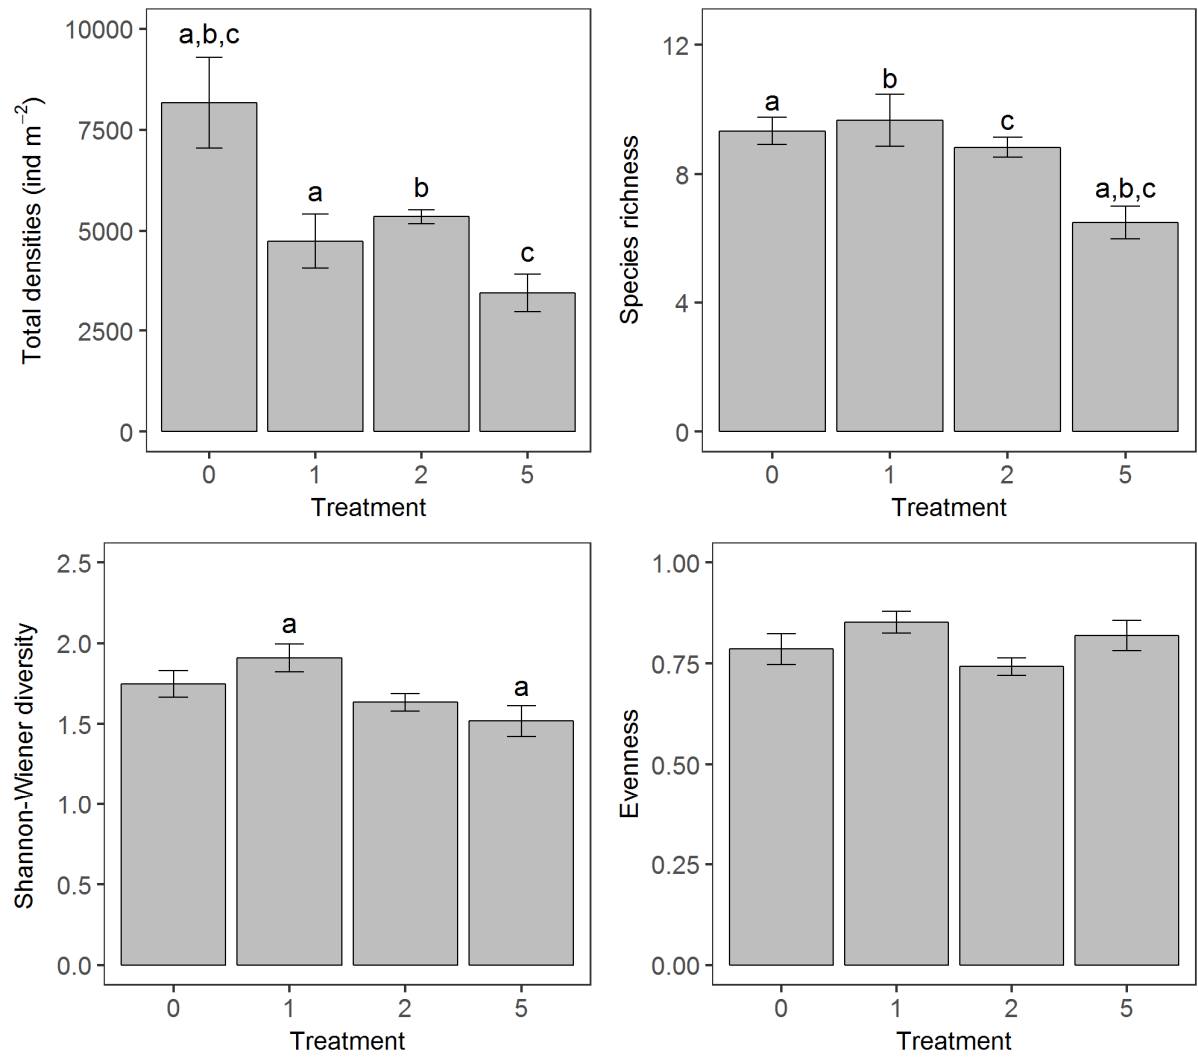 Total densities (ind m⁻²)
10000
7500
5000
2500
0
a,b,c
a
b
c
0 1 2 5
Treatment
Species richness
12
8
4
0
a
b
c
a,b,c
0 1 2 5
Treatment
Shannon-Wiener diversity
2.5
2.0
1.5
1.0
0.5
0.0
a
a
0 1 2 5
Treatment
Evenness
1.00
0.75
0.50
0.25
0.00
0 1 2 5
Treatment